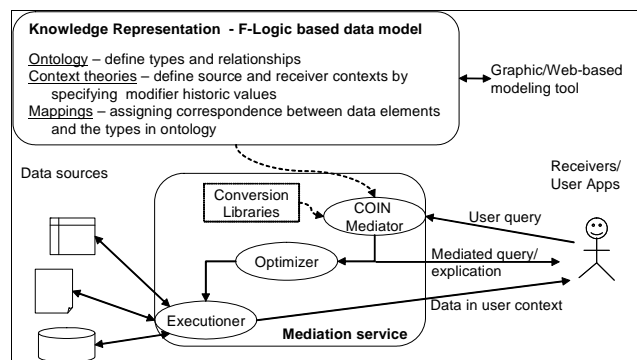 Knowledge Representation - F-Logic based data model
Ontology – define types and relationships
Context theories – define source and receiver contexts by
specifying modifier historic values
Mappings – assigning correspondence between data elements
and the types in ontology
Graphic/Web-based
modeling tool
Data sources
Receivers/
User Apps
Conversion
Libraries
COIN
Mediator
User query
Optimizer
Mediated query/
explication
Executioner
Data in user context
Mediation service